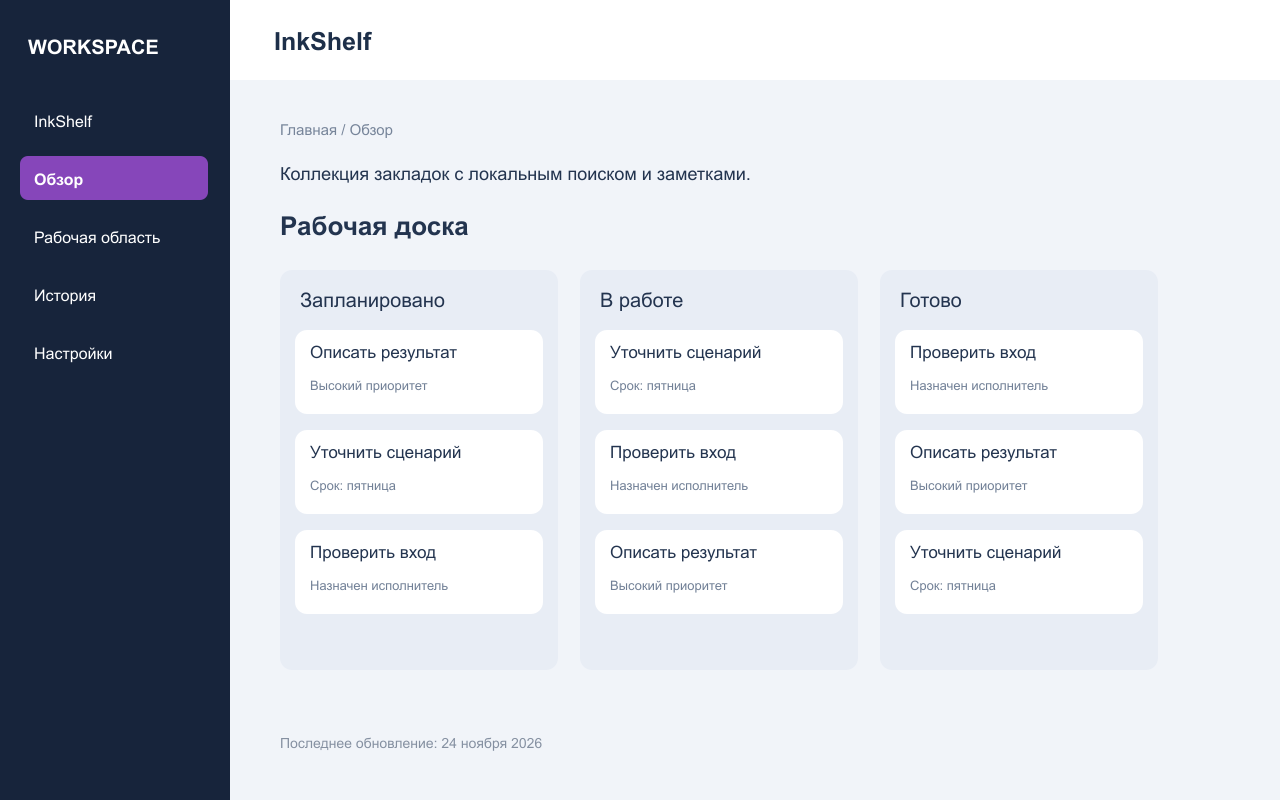 WORKSPACE
InkShelf
Обзор
Рабочая область
История
Настройки
InkShelf
Главная / Обзор
Коллекция закладок с локальным поиском и заметками.
Рабочая доска
Запланировано
Описать результат
Высокий приоритет
Уточнить сценарий
Срок: пятница
Проверить вход
Назначен исполнитель
В работе
Уточнить сценарий
Срок: пятница
Проверить вход
Назначен исполнитель
Описать результат
Высокий приоритет
Готово
Проверить вход
Назначен исполнитель
Описать результат
Высокий приоритет
Уточнить сценарий
Срок: пятница
Последнее обновление: 24 ноября 2026